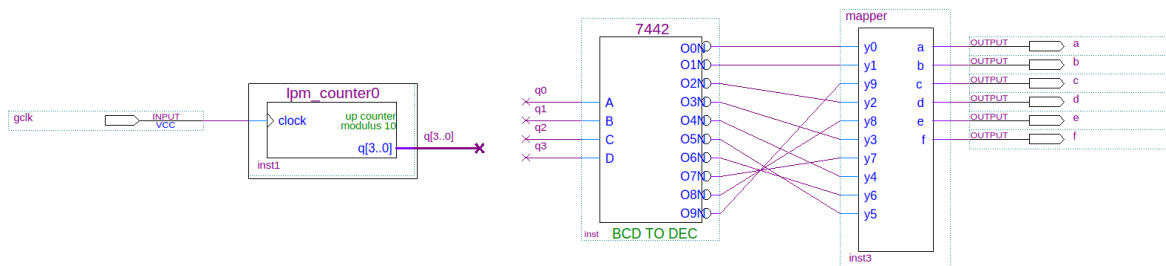 gclk
INPUT
VCC
lpm_counter0
clock
up counter
modulus 10
q[3..0]
inst1
q[3..0]
q0
q1
q2
q3
7442
A
B
C
D
O0N
O1N
O2N
O3N
O4N
O5N
O6N
O7N
O8N
O9N
inst
BCD TO DEC
mapper
y0
y1
y9
y2
y8
y3
y7
y4
y6
y5
a
b
c
d
e
f
inst3
OUTPUT
a
OUTPUT
b
OUTPUT
c
OUTPUT
d
OUTPUT
e
OUTPUT
f